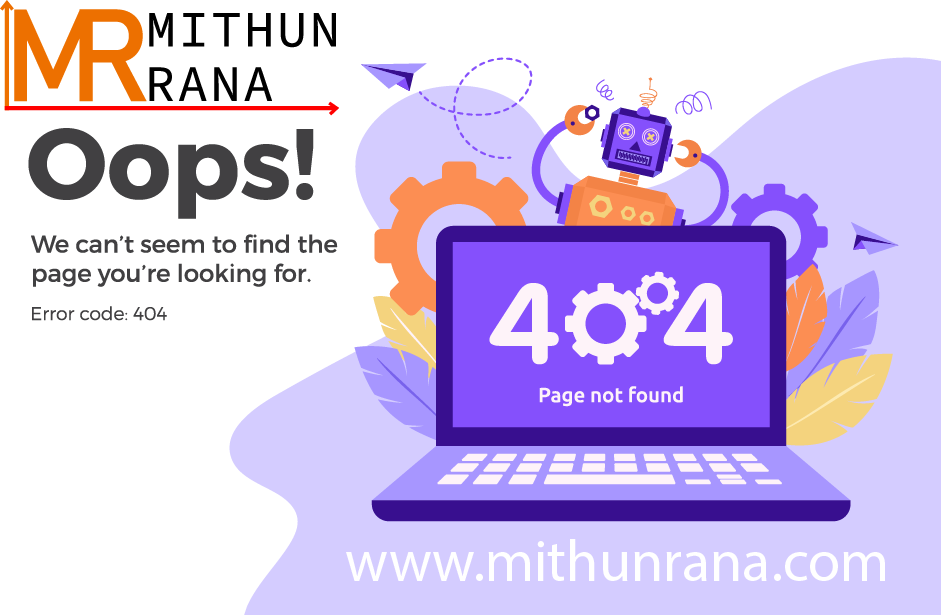 MR MITHUN
RANA
Oops!
We can’t seem to find the
page you’re looking for.
Error code: 404
404
Page not found
www.mithunrana.com